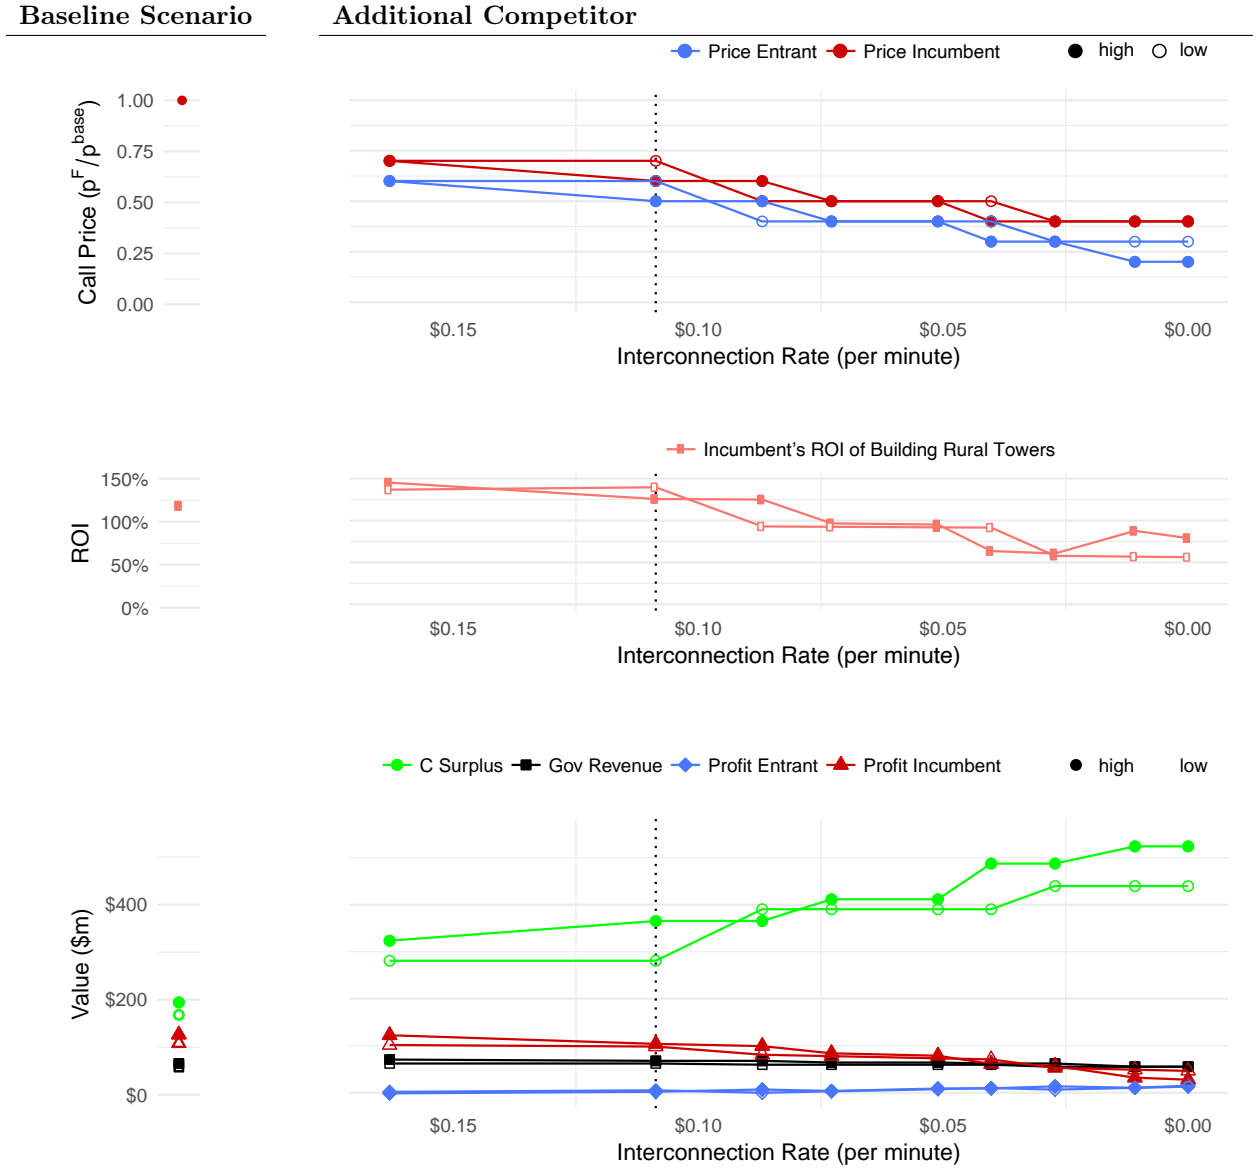 Baseline Scenario
Additional Competitor
Price Entrant Price Incumbent high low
Call Price (p^F/p^base)
1.00
0.75
0.50
0.25
0.00
$0.15 $0.10 $0.05 $0.00
Interconnection Rate (per minute)
Incumbent's ROI of Building Rural Towers
ROI
150%
100%
50%
0%
$0.15 $0.10 $0.05 $0.00
Interconnection Rate (per minute)
C Surplus Gov Revenue Profit Entrant Profit Incumbent high low
Value ($m)
$400
$200
$0
$0.15 $0.10 $0.05 $0.00
Interconnection Rate (per minute)